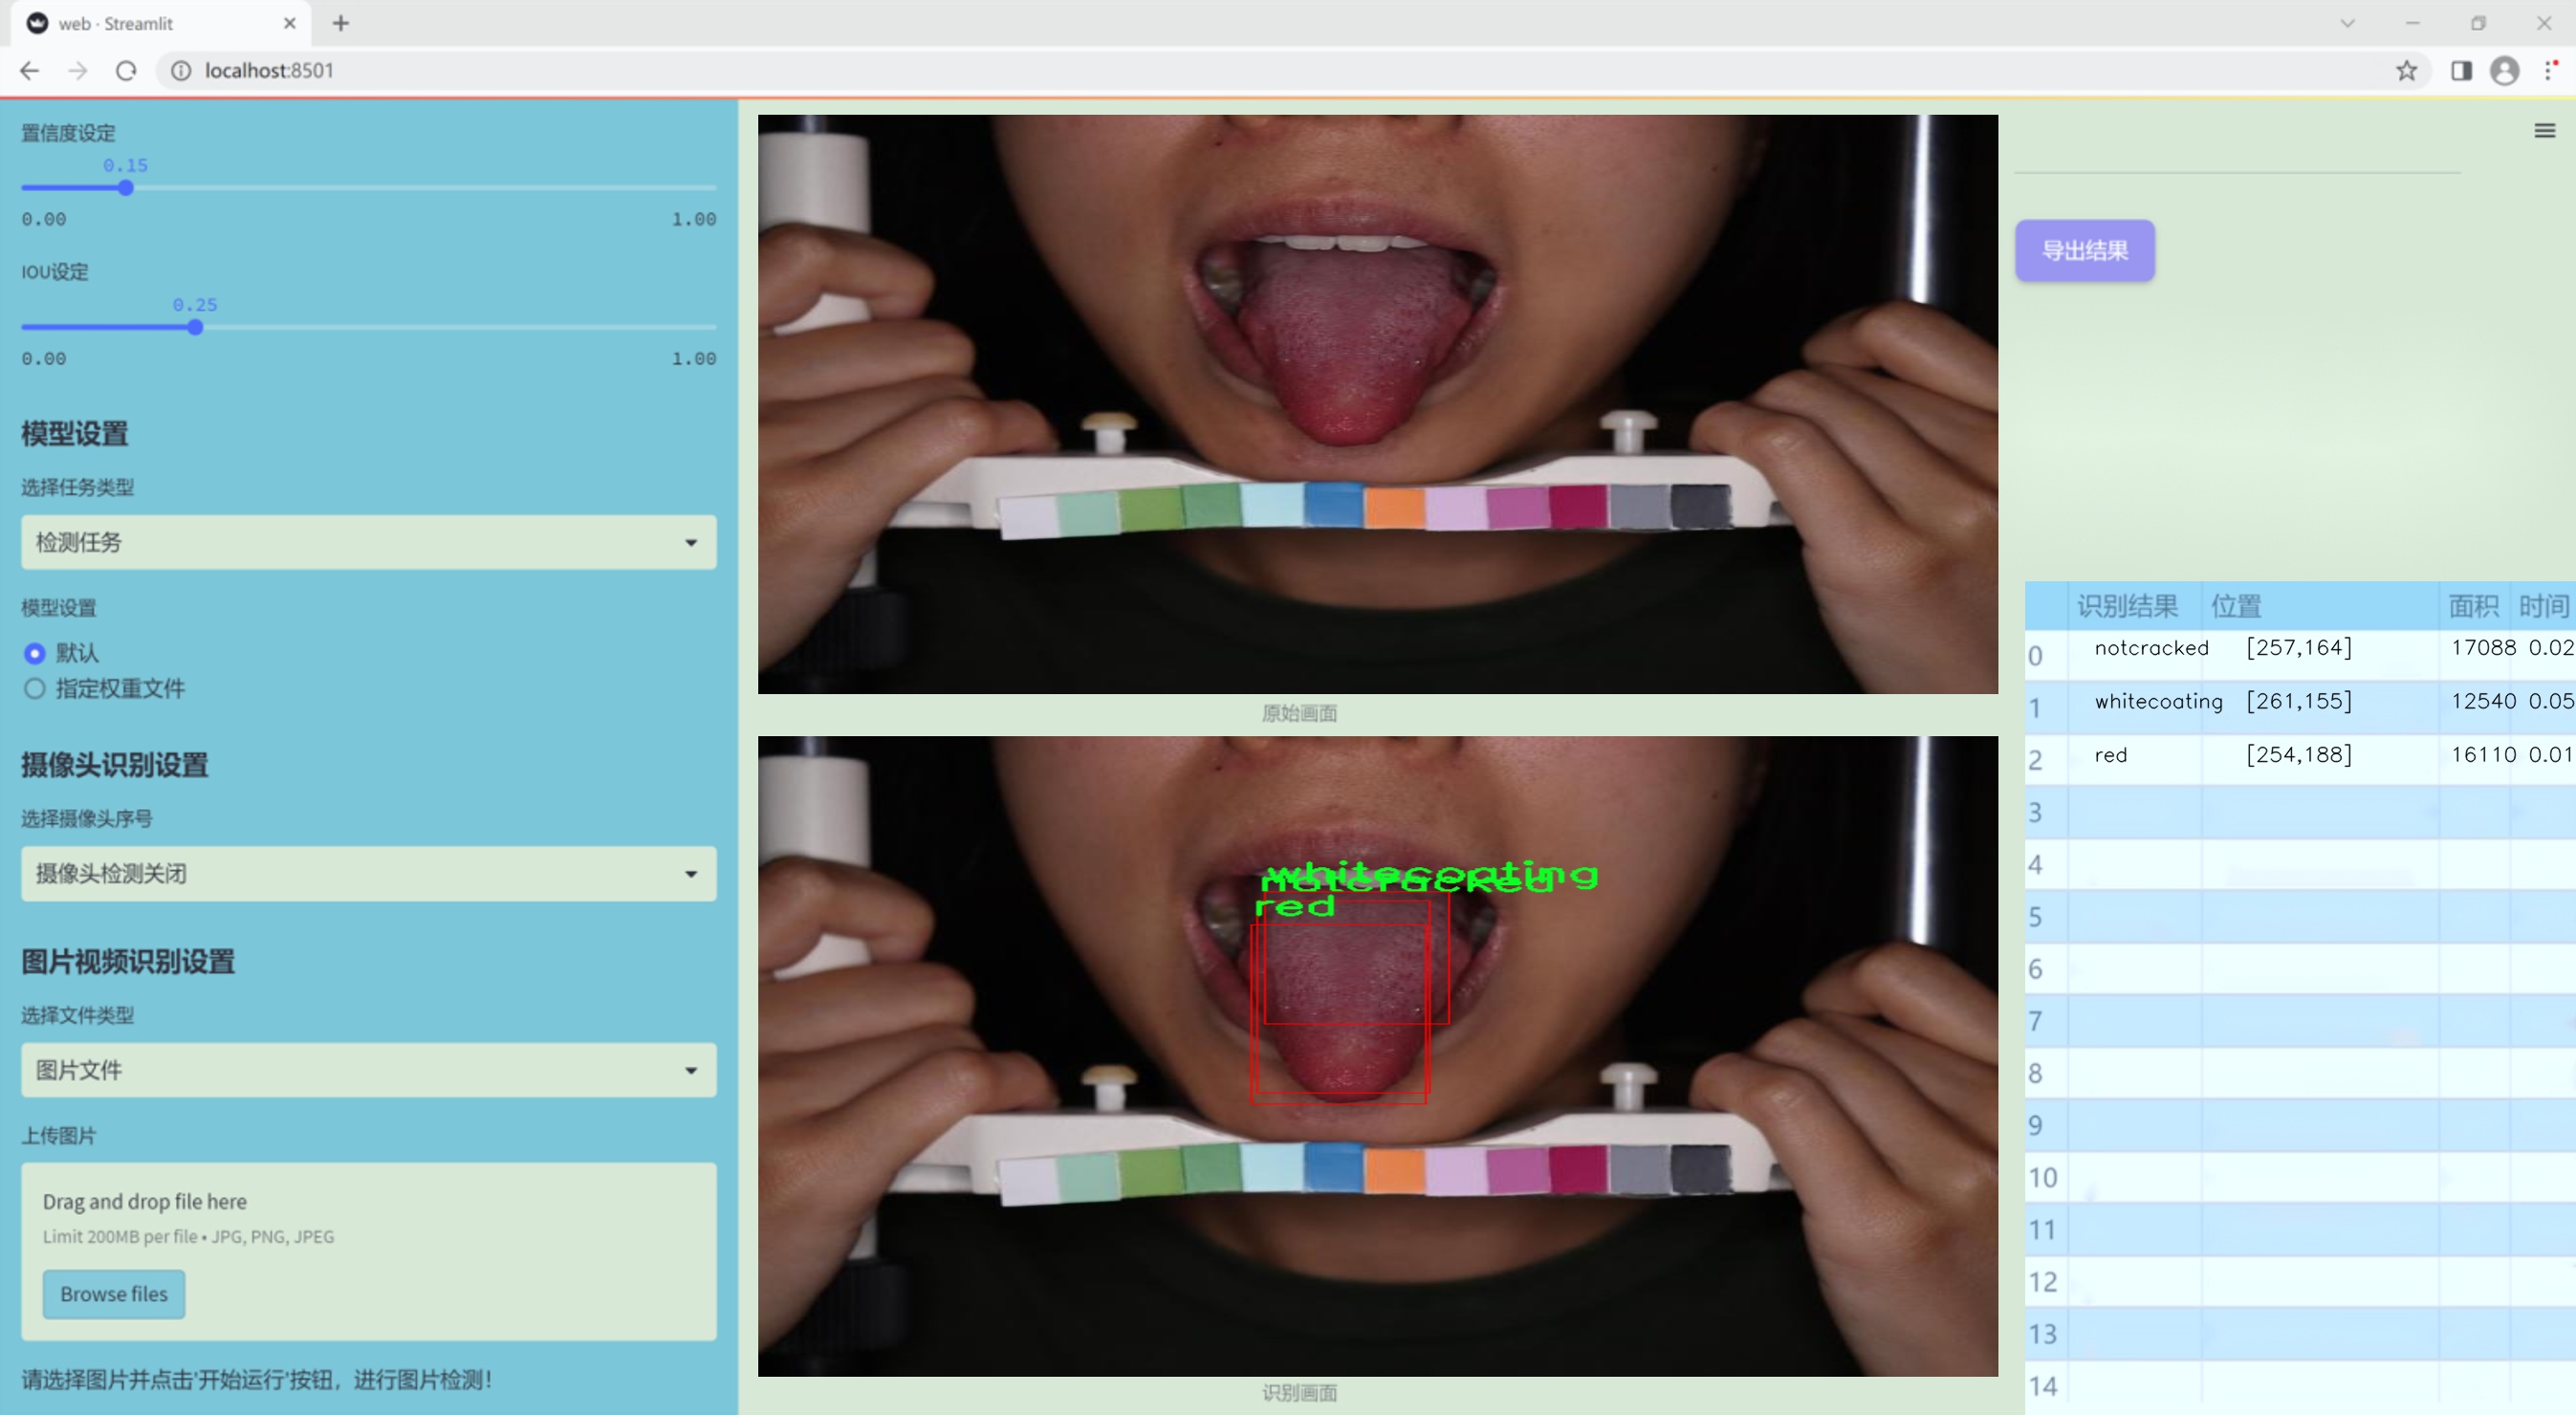 web · Streamlit
localhost:8501
置信度设定
0.15
0.00 1.00
IOU设定
0.25
0.00 1.00
模型设置
选择任务类型
检测任务
模型设置
默认
指定权重文件
摄像头识别设置
选择摄像头序号
摄像头检测关闭
图片视频识别设置
选择文件类型
图片文件
上传图片
Drag and drop file here
Limit 200MB per file • JPG, PNG, JPEG
Browse files
请选择图片并点击'开始运行'按钮，进行图片检测！
原始画面
whitecoating
notcracked
red
识别画面
导出结果
识别结果 位置 面积 时间
0 notcracked [257,164] 17088 0.02
1 whitecoating [261,155] 12540 0.05
2 red [254,188] 16110 0.01
3
4
5
6
7
8
9
10
11
12
13
14